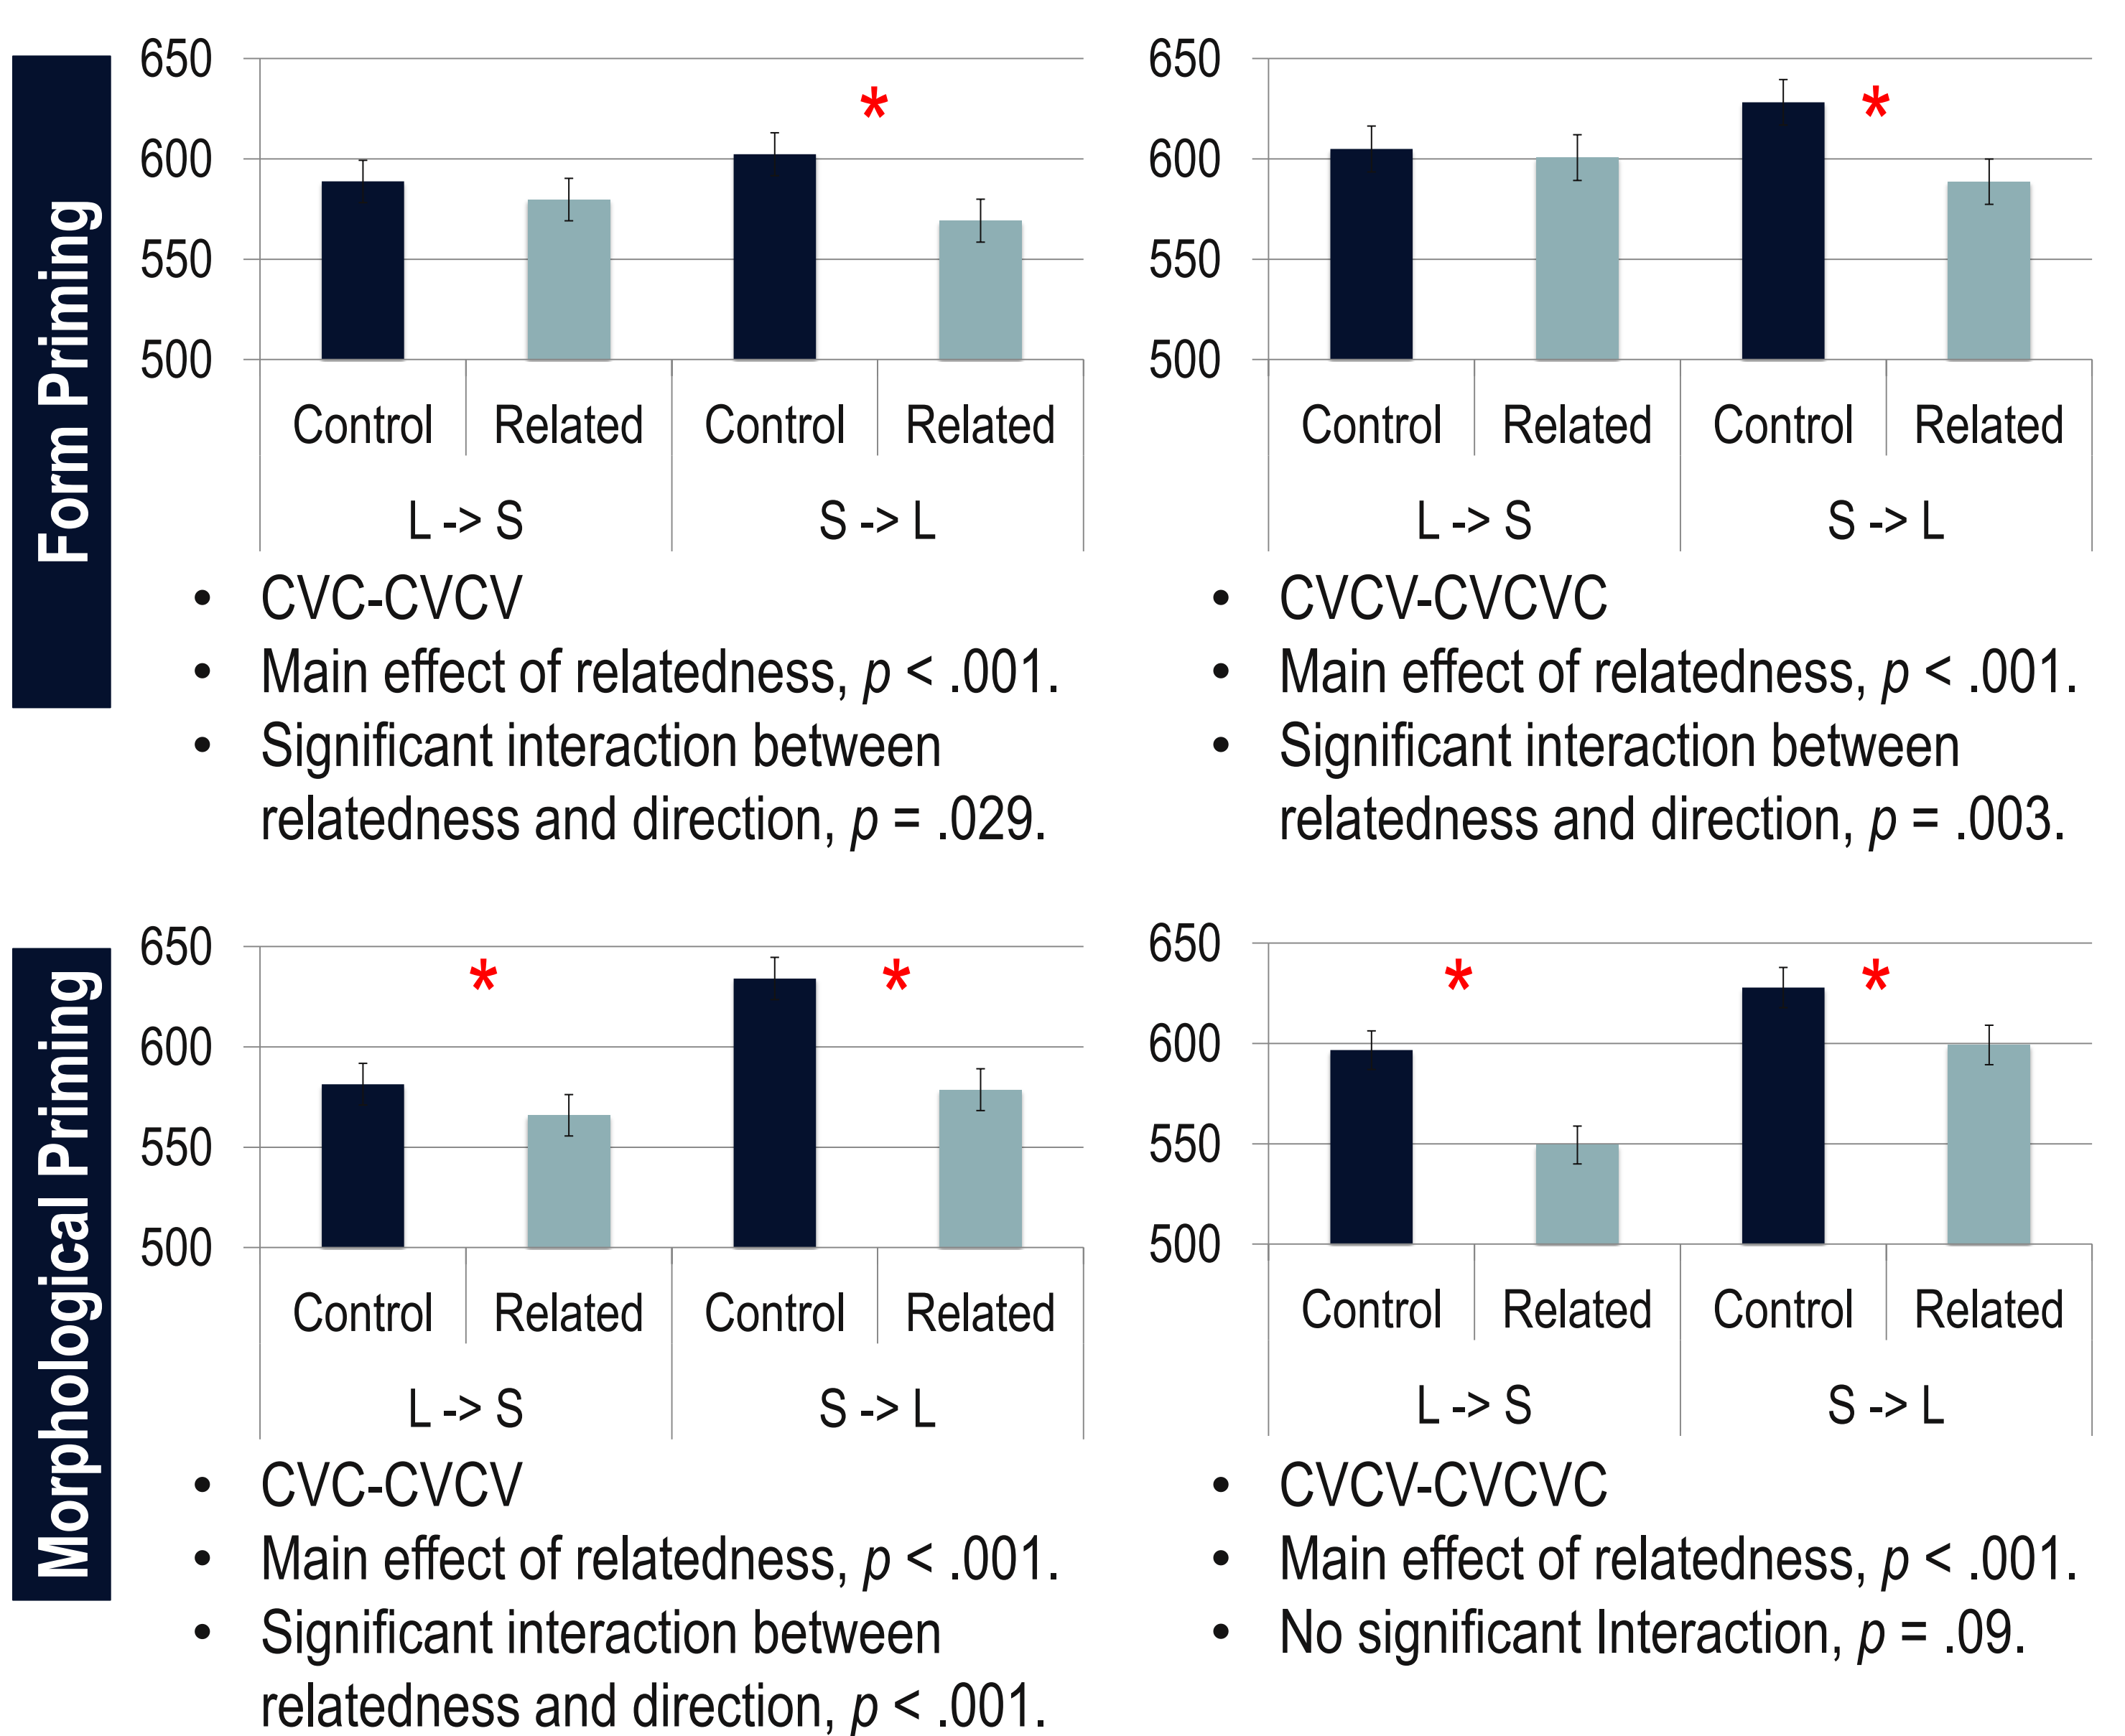 Form Priming
650
600
550
500
*
Control Related Control Related
L -> S S -> L
• CVC-CVCV
• Main effect of relatedness, p < .001.
• Significant interaction between
relatedness and direction, p = .029.
650
600
550
500
*
Control Related Control Related
L -> S S -> L
• CVCV-CVCVC
• Main effect of relatedness, p < .001.
• Significant interaction between
relatedness and direction, p = .003.
Morphological Priming
650
600
550
500
* *
Control Related Control Related
L -> S S -> L
• CVC-CVCV
• Main effect of relatedness, p < .001.
• Significant interaction between
relatedness and direction, p < .001.
650
600
550
500
* *
Control Related Control Related
L -> S S -> L
• CVCV-CVCVC
• Main effect of relatedness, p < .001.
• No significant Interaction, p = .09.